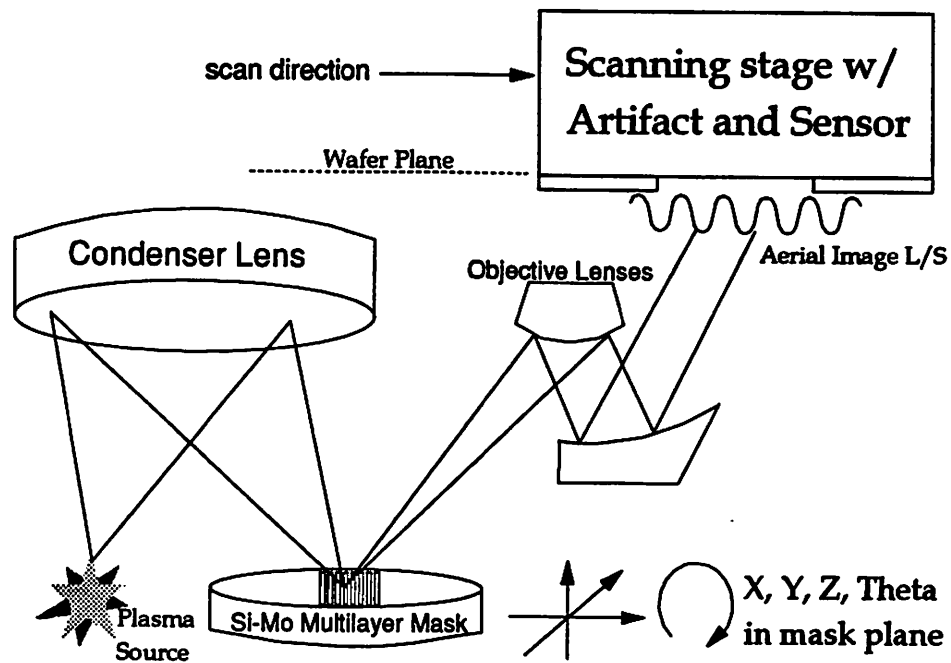 scan direction
Scanning stage w/
Artifact and Sensor
Wafer Plane
Condenser Lens
Objective Lenses
Aerial Image L/S
Plasma
Source
Si-Mo Multilayer Mask
X, Y, Z, Theta
in mask plane